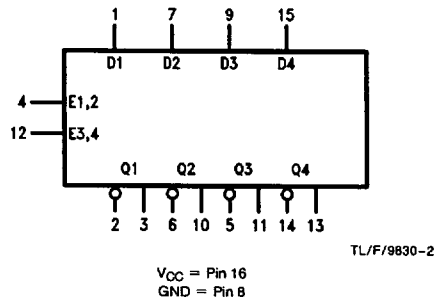 1 7 9 15
D1 D2 D3 D4
4 E1,2
12 E3,4
Q1 Q2 Q3 Q4
2 3 6 10 5 11 14 13
TL/F/9830-2
VCC = Pin 16
GND = Pin 8